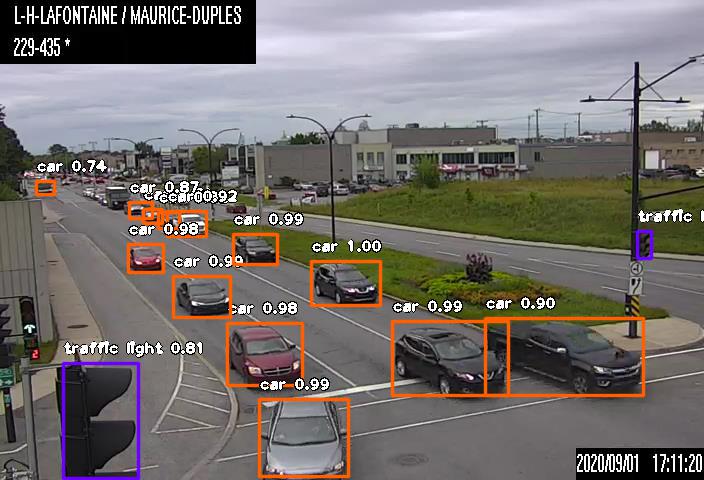 L-H-LAFONTAINE / MAURICE-DUPLES
229-435 *
car 0.74
car 0.87
car 0.98
car 0.99
car 0.99
car 1.00
traffic l
car 0.98
car 0.99
car 0.90
traffic light 0.81
car 0.99
2020/09/01 17:11:20